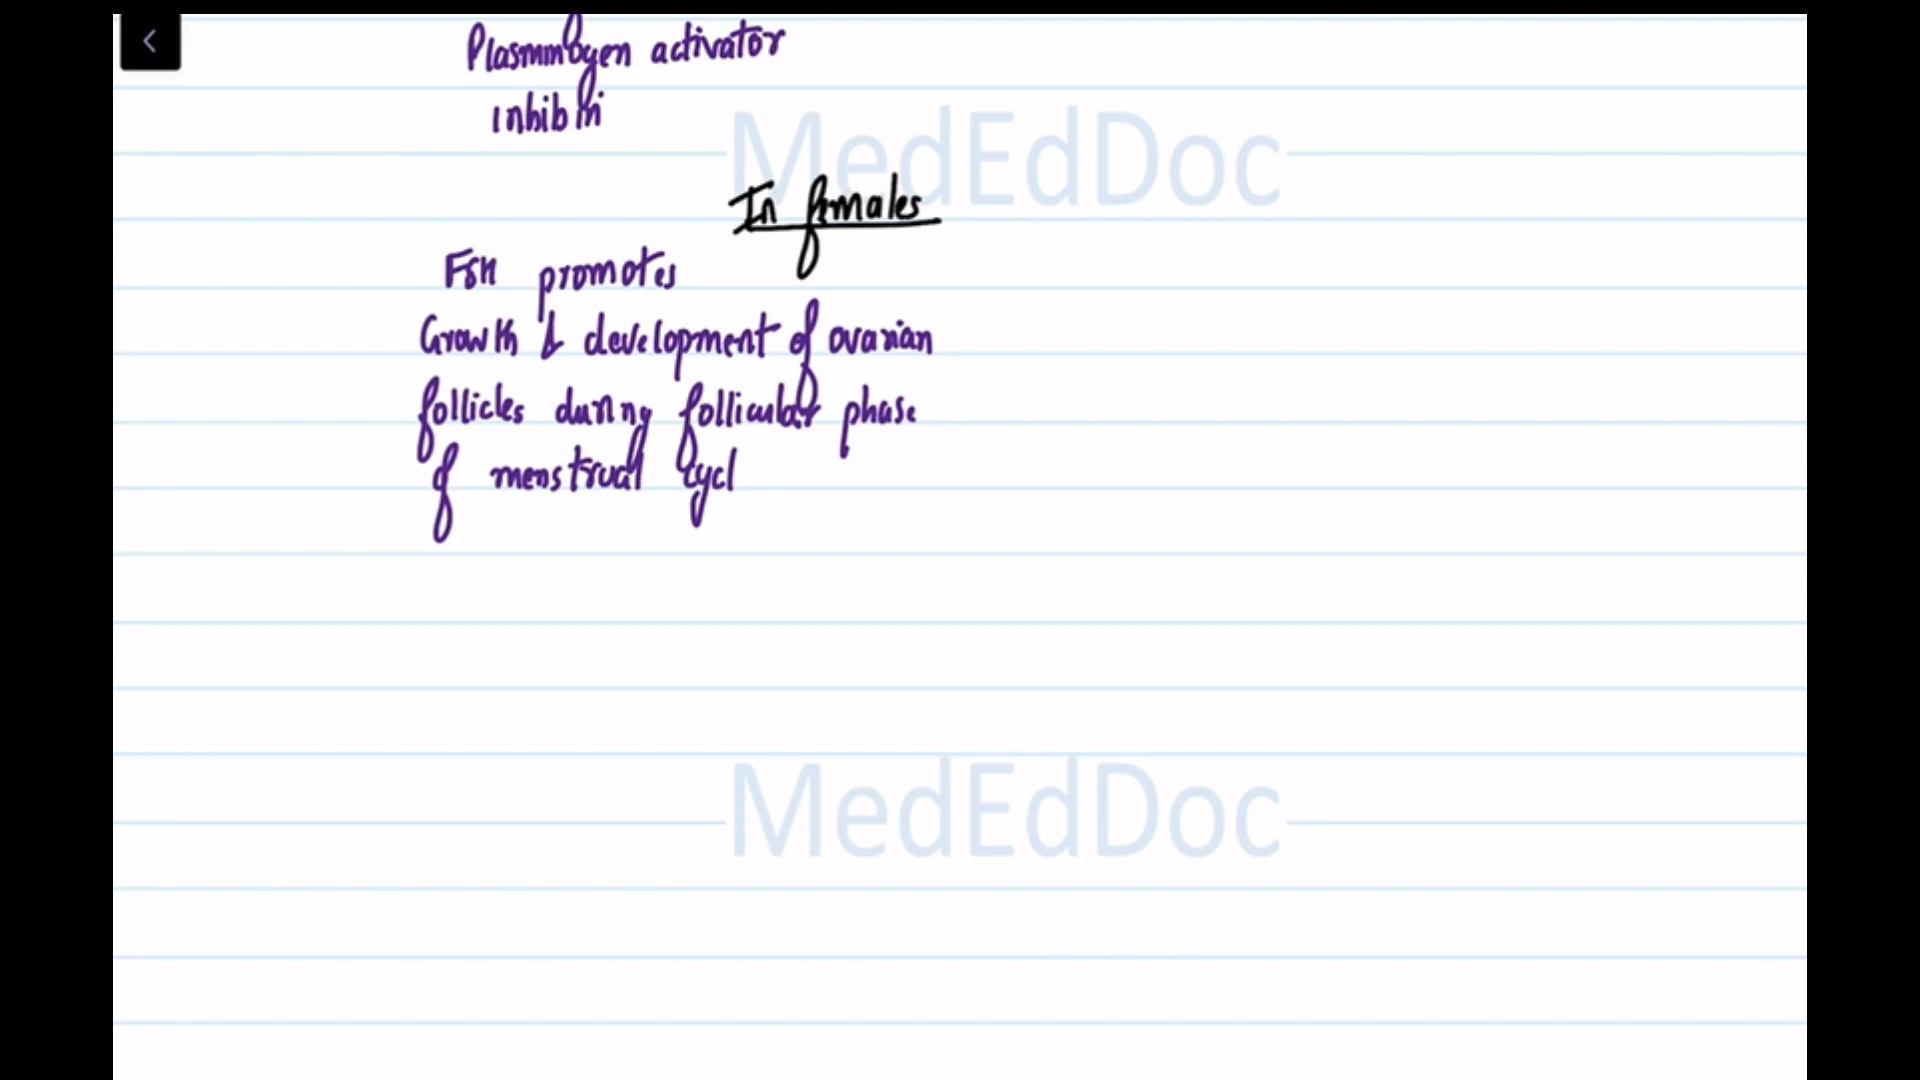 Plasminogen activator
inhibin
MedEdDoc
In females
FSH promotes
Growth & development of ovarian
follicles during follicular phase
of menstrual cycl
MedEdDoc